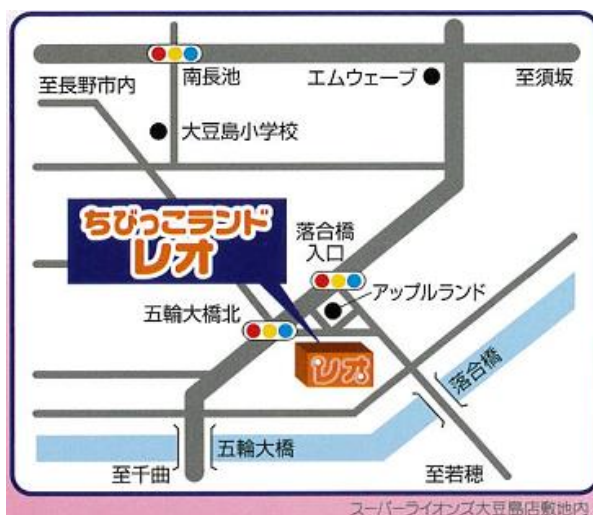 南長池
エムウェーブ
至長野市内
至須坂
大豆島小学校
ちびっこランド
レオ
落合橋
入口
アップルランド
五輪大橋北
レオ
落合橋
五輪大橋
至千曲
至若穂
スーパーライオンズ大豆島店敷地内